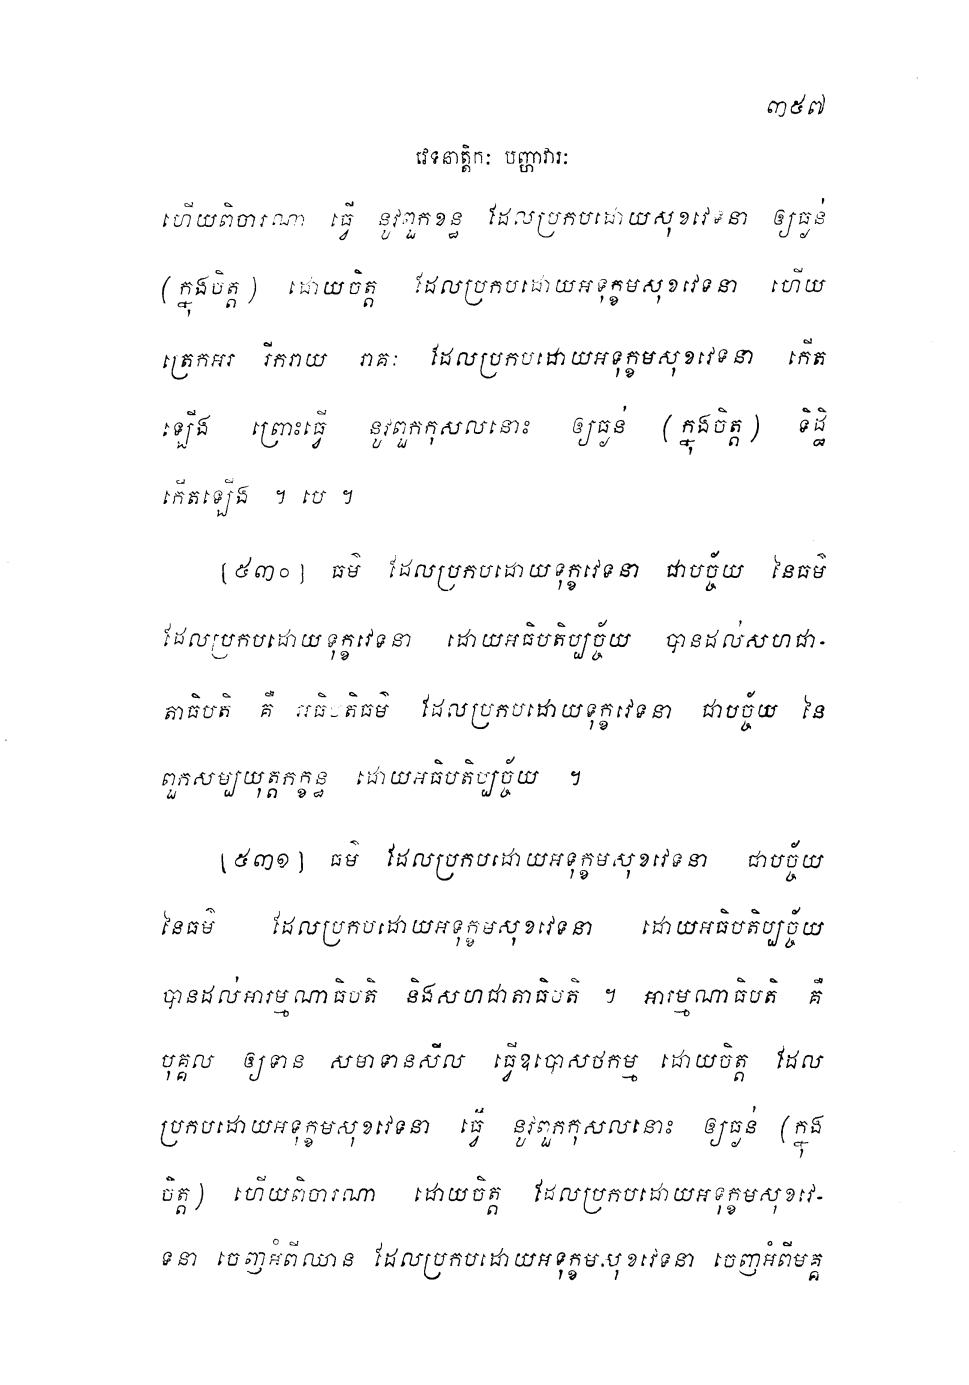 ៣៥៧
វេទនាត្តិកៈ បញ្ហាវារៈ
ហើយពិចារណា ធ្វើ នូវពួកខន្ធ ដែលប្រកបដោយសុខវេទនា ឲ្យធ្ងន់
(ក្នុងចិត្ត) ដោយចិត្ត ដែលប្រកបដោយអទុក្ខមសុខវេទនា ហើយ
ត្រេកអរ រីករាយ រាគៈ ដែលប្រកបដោយអទុក្ខមសុខវេទនា កើត
ឡើង ព្រោះធ្វើ នូវពួកកុសលនោះ ឲ្យធ្ងន់ (ក្នុងចិត្ត) ទិដ្ឋិ
កើតឡើង ។ បេ ។
[៥៣០] ធម៌ ដែលប្រកបដោយទុក្ខវេទនា ជាបច្ច័យ នៃធម៌
ដែលប្រកបដោយទុក្ខវេទនា ដោយអធិបតិប្បច្ច័យ បានដល់សហជា-
តាធិបតិ គឺ អធិបតិធម៌ ដែលប្រកបដោយទុក្ខវេទនា ជាបច្ច័យ នៃ
ពួកសម្បយុត្តកក្ខន្ធ ដោយអធិបតិប្បច្ច័យ ។
[៥៣១] ធម៌ ដែលប្រកបដោយអទុក្ខមសុខវេទនា ជាបច្ច័យ
នៃធម៌ ដែលប្រកបដោយអទុក្ខមសុខវេទនា ដោយអធិបតិប្បច្ច័យ
បានដល់អារម្មណាធិបតិ និងសហជាតាធិបតិ ។ អារម្មណាធិបតិ គឺ
បុគ្គល ឲ្យទាន សមាទានសីល ធ្វើឧបោសថកម្ម ដោយចិត្ត ដែល
ប្រកបដោយអទុក្ខមសុខវេទនា ធ្វើ នូវពួកកុសលនោះ ឲ្យធ្ងន់ (ក្នុង
ចិត្ត) ហើយពិចារណា ដោយចិត្ត ដែលប្រកបដោយអទុក្ខមសុខវេ-
ទនា ចេញអំពីឈាន ដែលប្រកបដោយអទុក្ខមសុខវេទនា ចេញអំពីមគ្គ